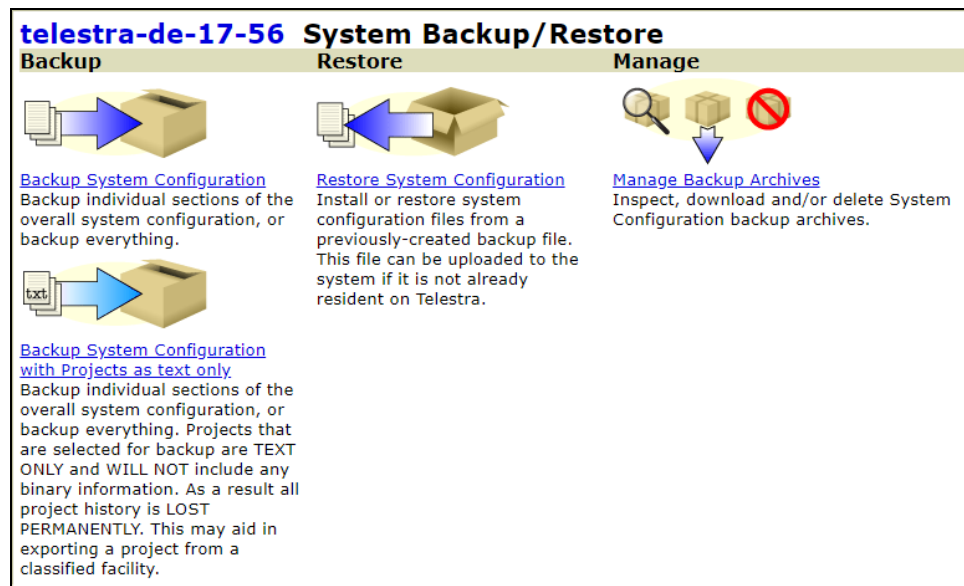 telestra-de-17-56 System Backup/Restore
Backup
Restore
Manage
Backup System Configuration
Backup individual sections of the
overall system configuration, or
backup everything.
txt
Backup System Configuration
with Projects as text only
Backup individual sections of the
overall system configuration, or
backup everything. Projects that
are selected for backup are TEXT
ONLY and WILL NOT include any
binary information. As a result all
project history is LOST
PERMANENTLY. This may aid in
exporting a project from a
classified facility.
Restore System Configuration
Install or restore system
configuration files from a
previously-created backup file.
This file can be uploaded to the
system if it is not already
resident on Telestra.
Manage Backup Archives
Inspect, download and/or delete System
Configuration backup archives.